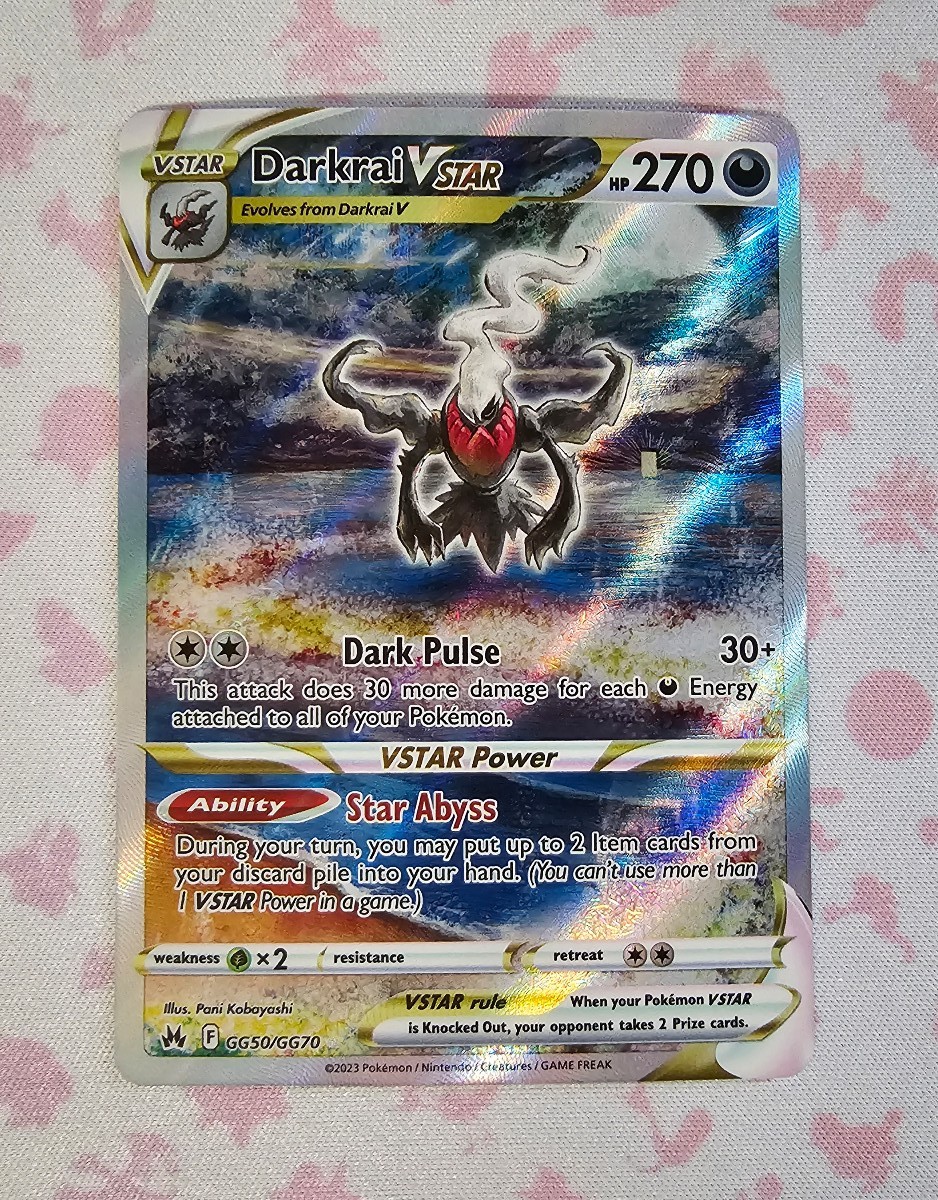 VSTAR Darkrai VSTAR HP 270
Evolves from Darkrai V
Dark Pulse 30+
This attack does 30 more damage for each Energy
attached to all of your Pokémon.
VSTAR Power
Ability Star Abyss
During your turn, you may put up to 2 Item cards from
your discard pile into your hand. (You can't use more than
1 VSTAR Power in a game.)
weakness ×2 resistance retreat
Illus. Pani Kobayashi
VSTAR rule When your Pokémon VSTAR
is Knocked Out, your opponent takes 2 Prize cards.
F GG50/GG70
©2023 Pokémon / Nintendo / Creatures / GAME FREAK